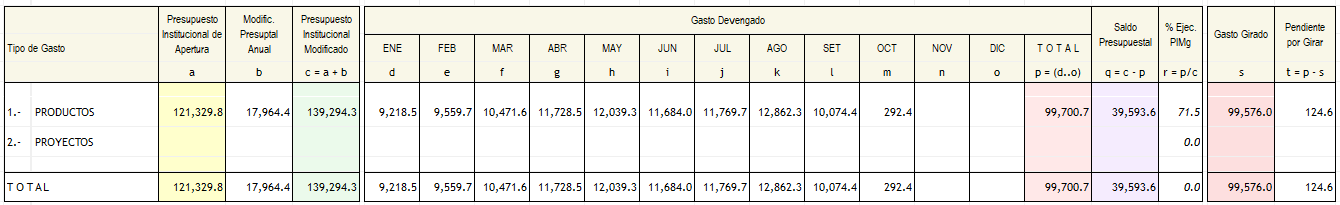 Tipo de Gasto Presupuesto Institucional de Apertura Modific. Presuptal Anual Presupuesto Institucional Modificado Gasto Devengado Saldo Presupuestal % Ejec. PIMg Gasto Girado Pendiente por Girar
ENE FEB MAR ABR MAY JUN JUL AGO SET OCT NOV DIC T O T A L
a b c = a + b d e f g h i j k l m n o p = (d..o) q = c - p r = p/c s t = p - s
1.- PRODUCTOS 121,329.8 17,964.4 139,294.3 9,218.5 9,559.7 10,471.6 11,728.5 12,039.3 11,684.0 11,769.7 12,862.3 10,074.4 292.4 99,700.7 39,593.6 71.5 99,576.0 124.6
2.- PROYECTOS 0.0
T O T A L 121,329.8 17,964.4 139,294.3 9,218.5 9,559.7 10,471.6 11,728.5 12,039.3 11,684.0 11,769.7 12,862.3 10,074.4 292.4 99,700.7 39,593.6 0.0 99,576.0 124.6